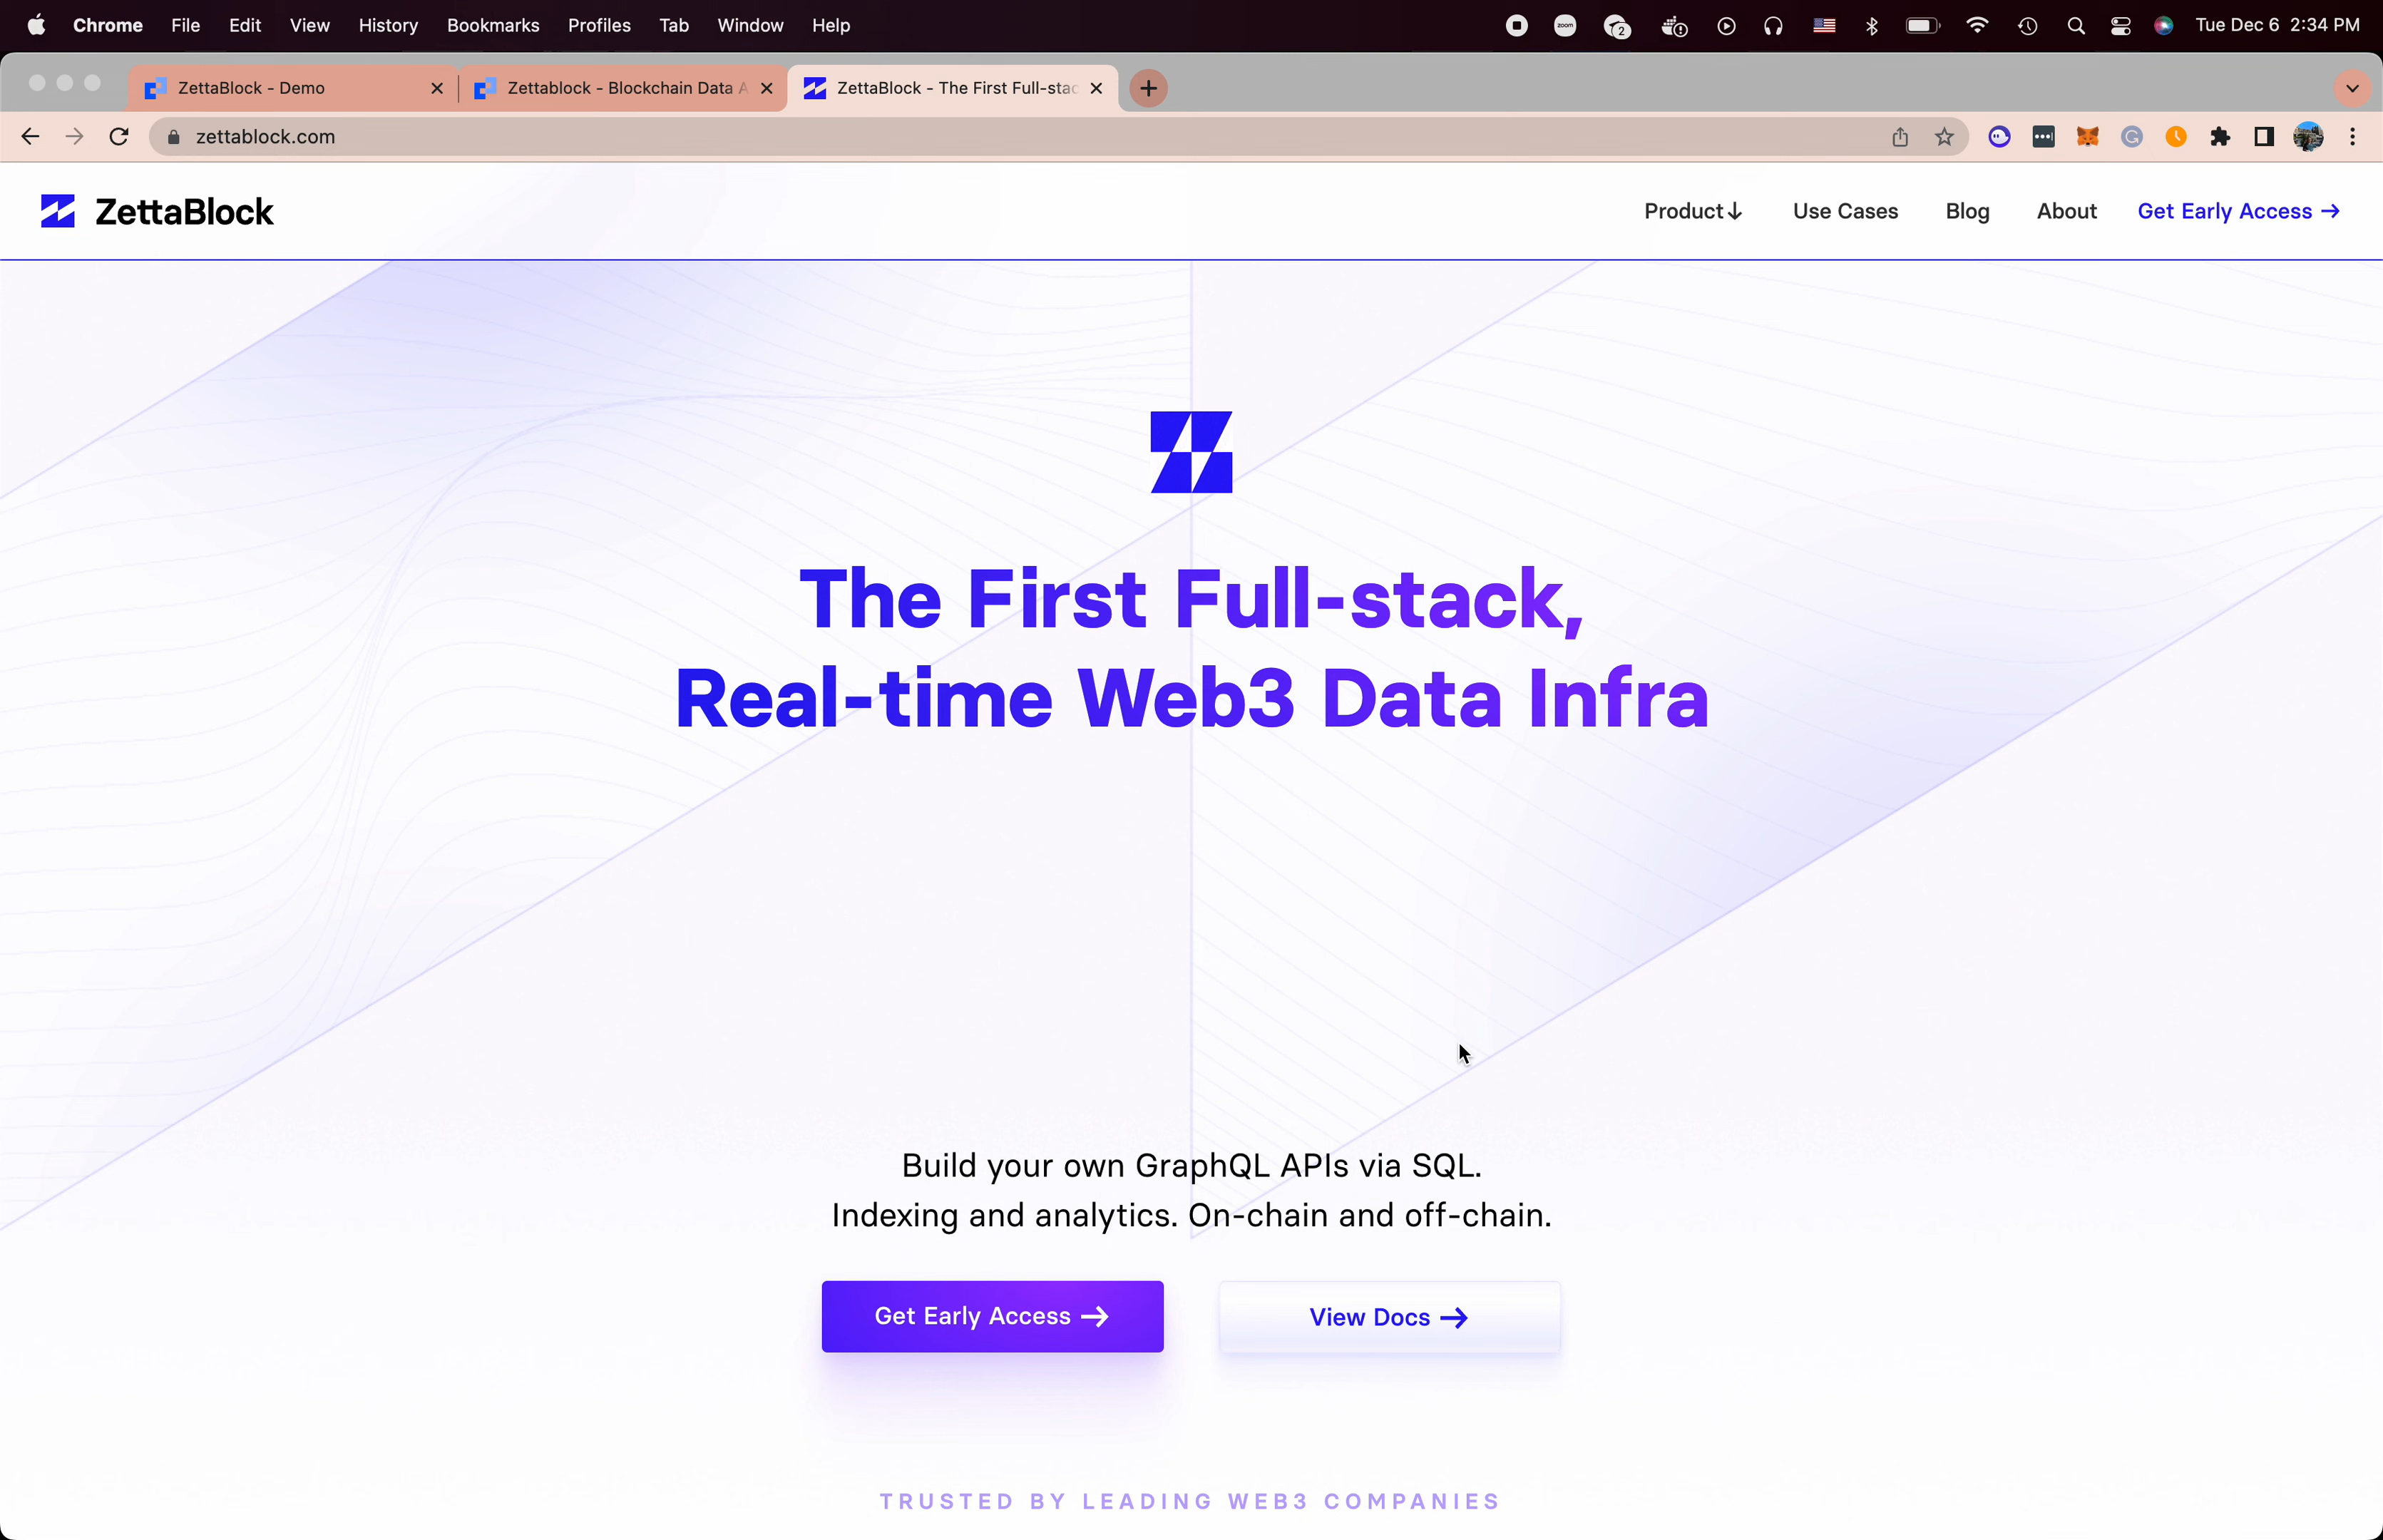 Chrome File Edit View History Bookmarks Profiles Tab Window Help zoom 2 Tue Dec 6 2:34 PM
ZettaBlock - Demo Zettablock - Blockchain Data A ZettaBlock - The First Full-stac
zettablock.com
ZettaBlock Product↓ Use Cases Blog About Get Early Access →
The First Full-stack,
Real-time Web3 Data Infra
Build your own GraphQL APIs via SQL.
Indexing and analytics. On-chain and off-chain.
Get Early Access → View Docs →
TRUSTED BY LEADING WEB3 COMPANIES